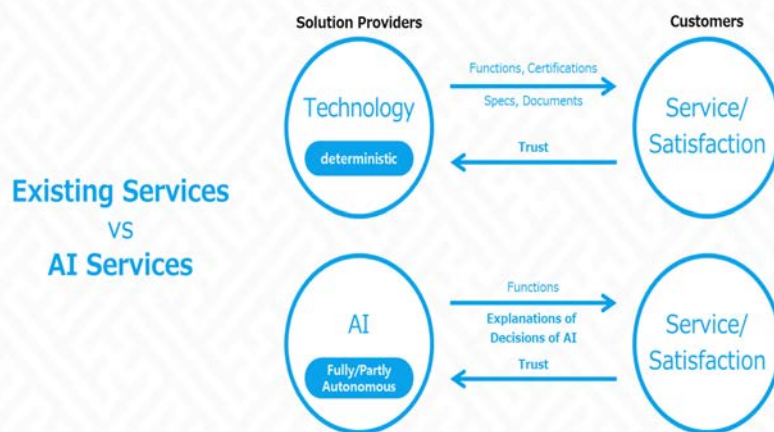 Solution Providers
Customers
Existing Services
VS
AI Services
Technology
deterministic
Functions, Certifications
Specs, Documents
Trust
Service/
Satisfaction
AI
Fully/Partly
Autonomous
Functions
Explanations of
Decisions of AI
Trust
Service/
Satisfaction